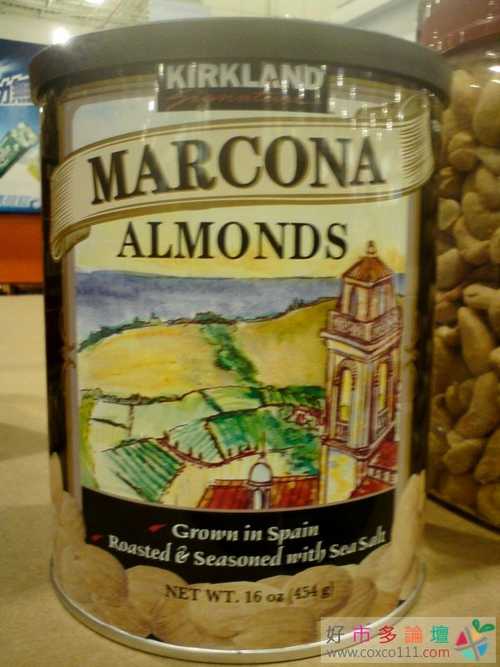 KIRKLAND
Signature
MARCONA
ALMONDS
Grown in Spain
Roasted & Seasoned with Sea Salt
NET WT. 16 oz (454 g)
好市多論壇
www.coxco111.com